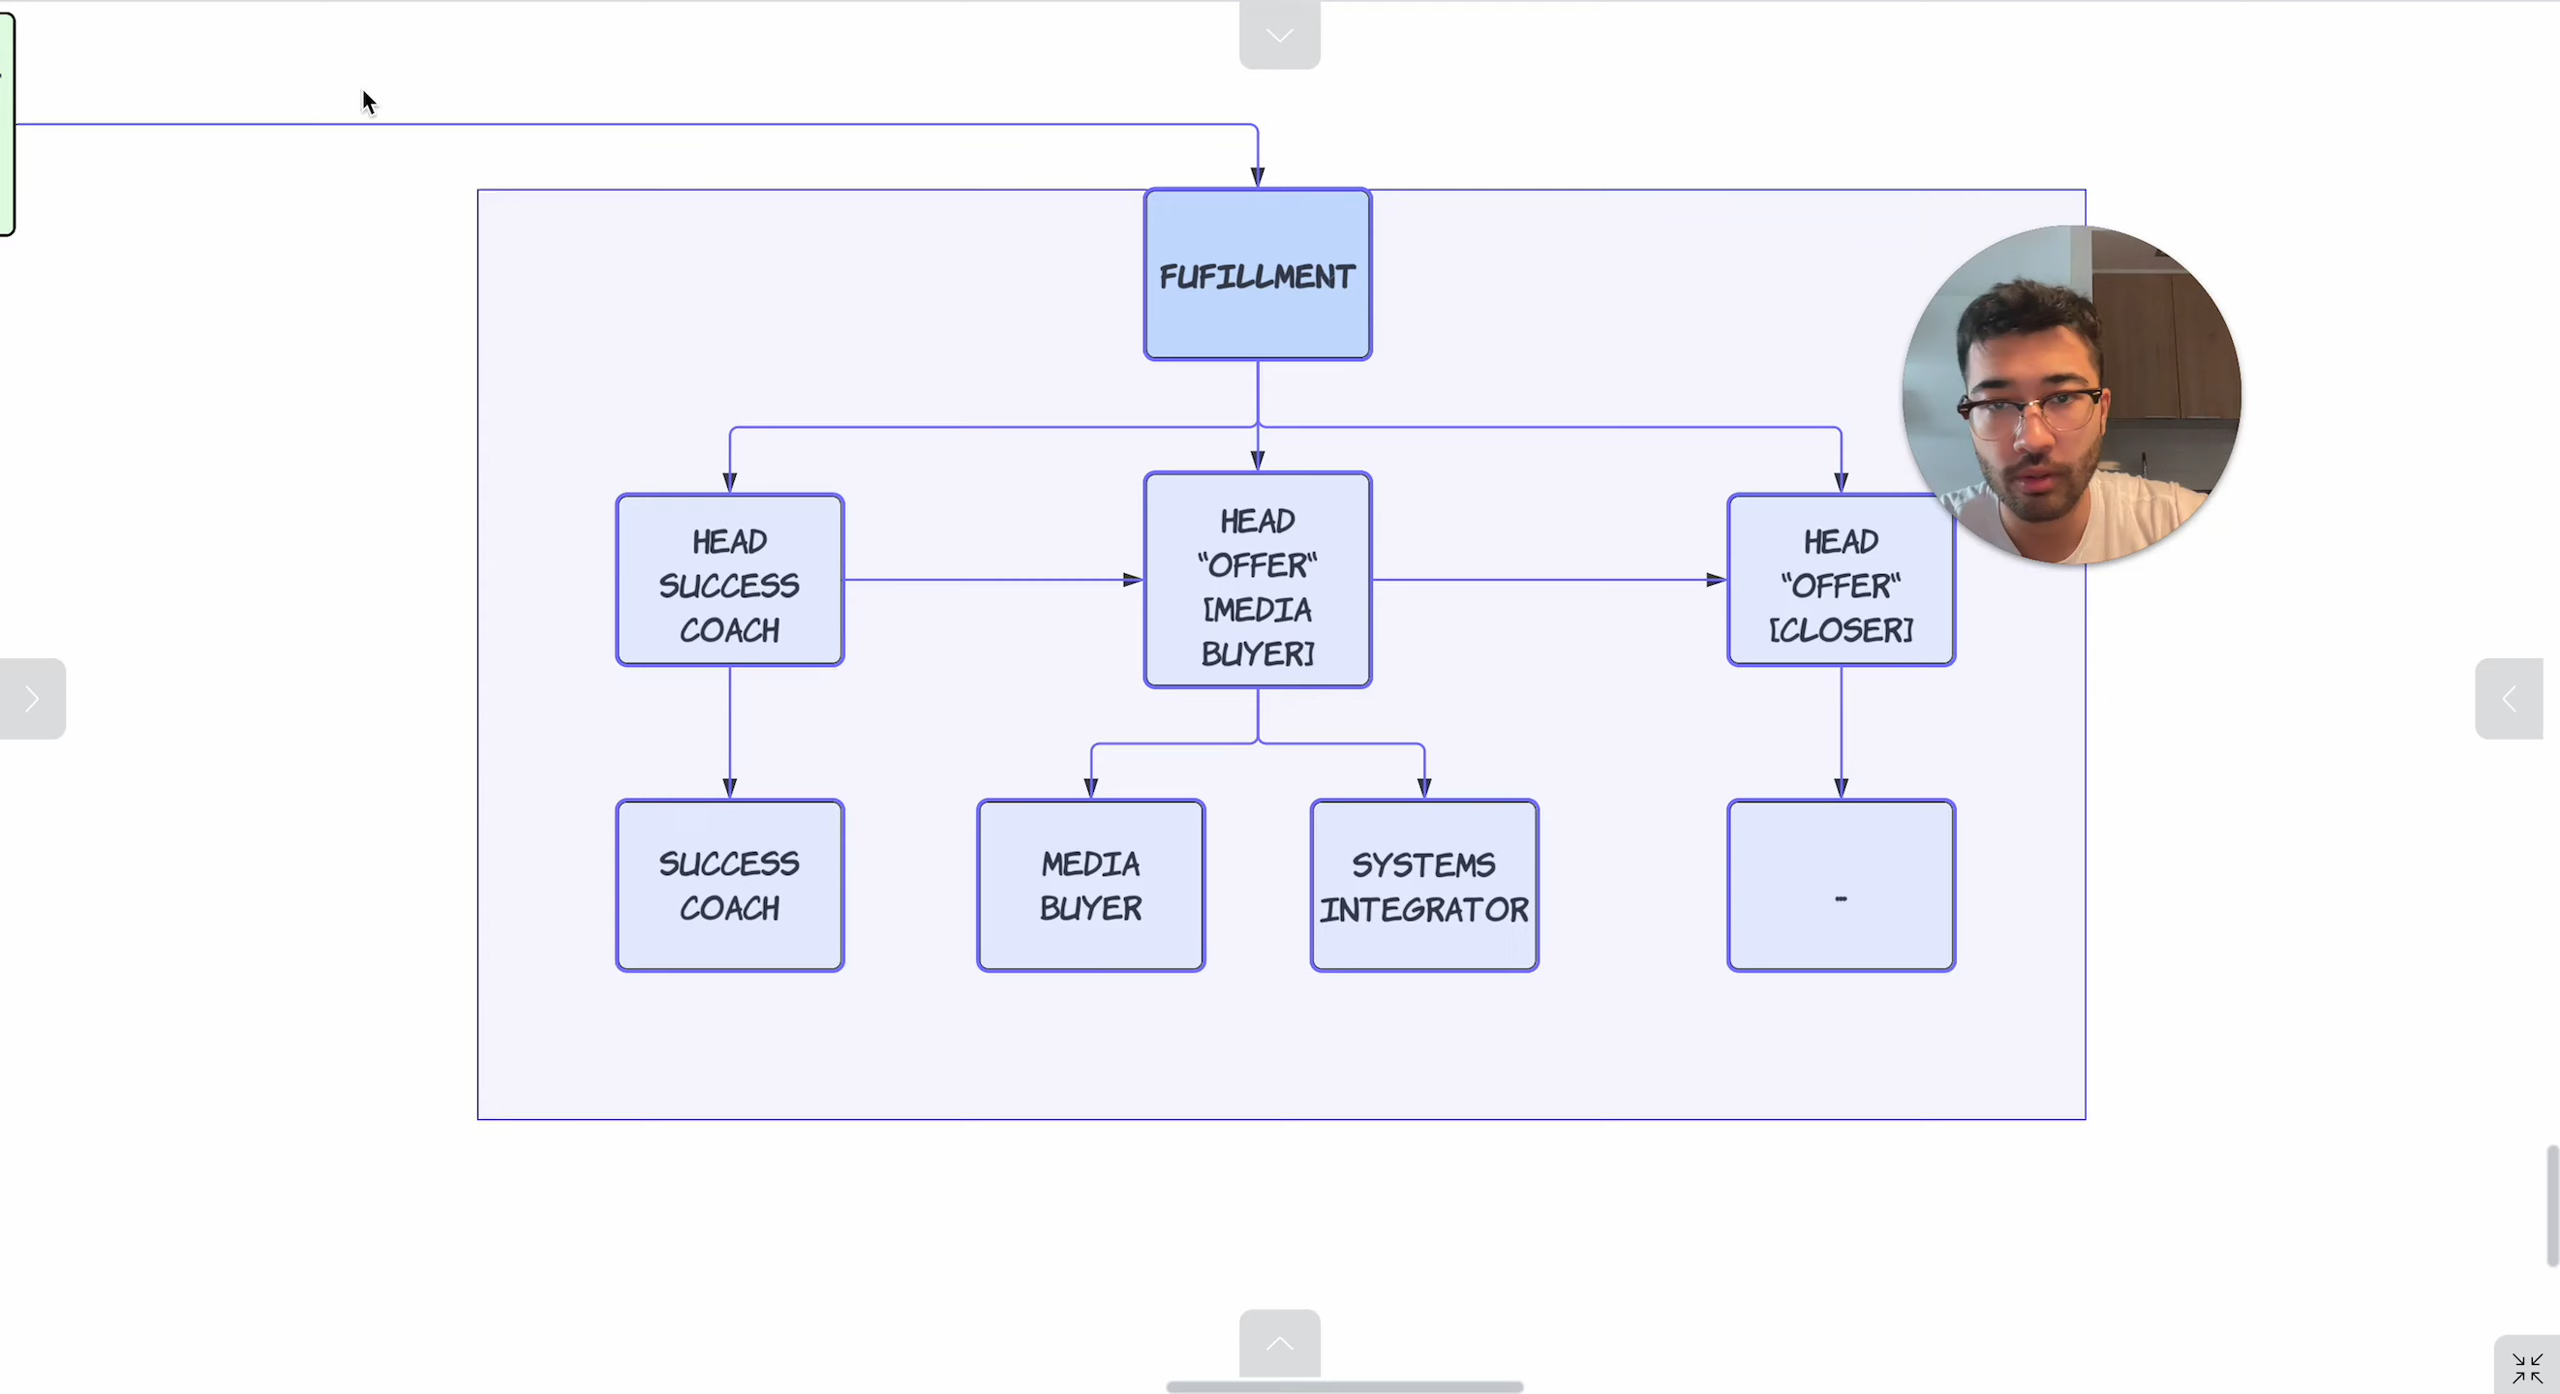 FUFILLMENT
HEAD
SUCCESS
COACH
HEAD
"OFFER"
[MEDIA
BUYER]
HEAD
"OFFER"
[CLOSER]
SUCCESS
COACH
MEDIA
BUYER
SYSTEMS
INTEGRATOR
-